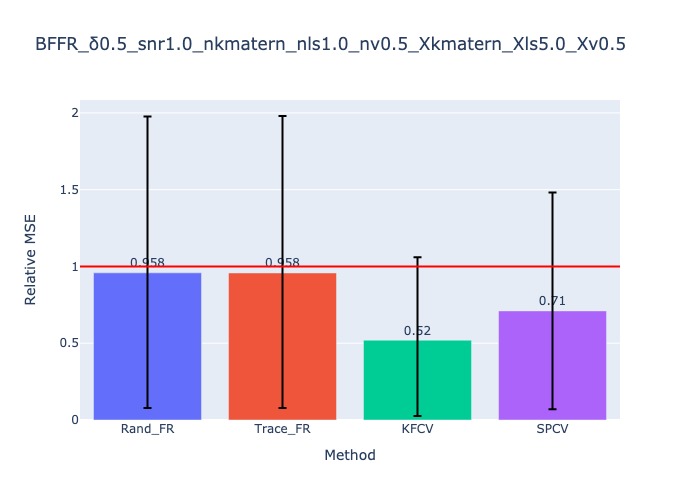 BFFR_δ0.5_snr1.0_nkmatern_nls1.0_nv0.5_Xkmatern_Xls5.0_Xv0.5
2
1.5
1
0.5
0
Relative MSE
0.958
0.958
0.52
0.71
Rand_FR
Trace_FR
KFCV
SPCV
Method